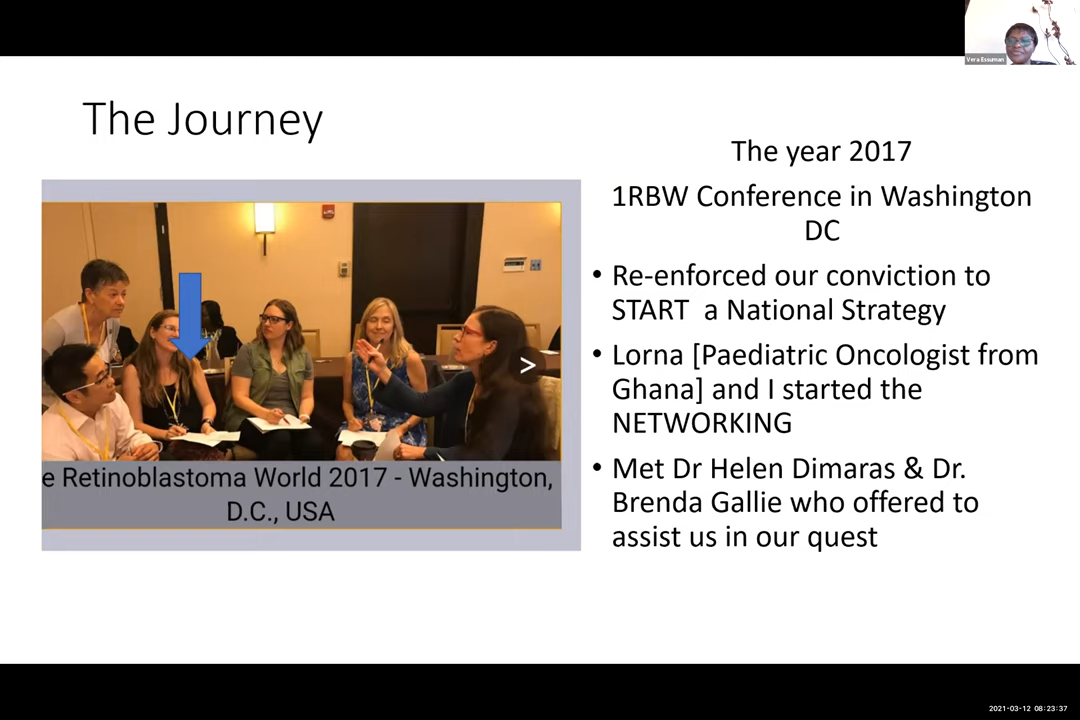 Vera Essuman
The Journey
e Retinoblastoma World 2017 - Washington,
D.C., USA
>
The year 2017
1RBW Conference in Washington
DC
• Re-enforced our conviction to
START a National Strategy
• Lorna [Paediatric Oncologist from
Ghana] and I started the
NETWORKING
• Met Dr Helen Dimaras & Dr.
Brenda Gallie who offered to
assist us in our quest
2021-03-12 08:23:37